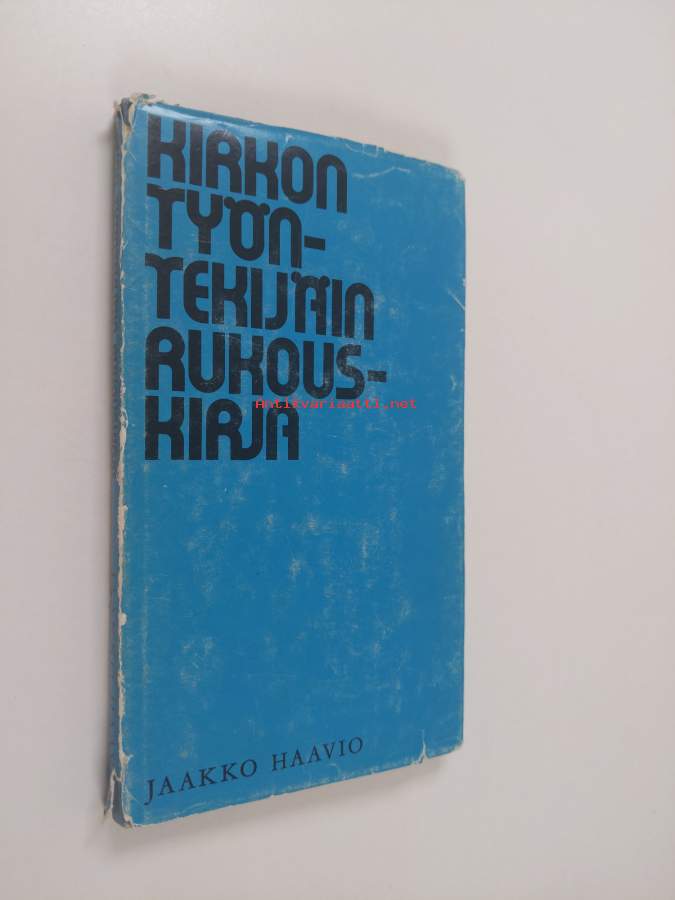 KIRKON
TYÖN-
TEKIJÄIN
RUKOUS-
Antikvariaatti.net
KIRJA
JAAKKO HAAVIO